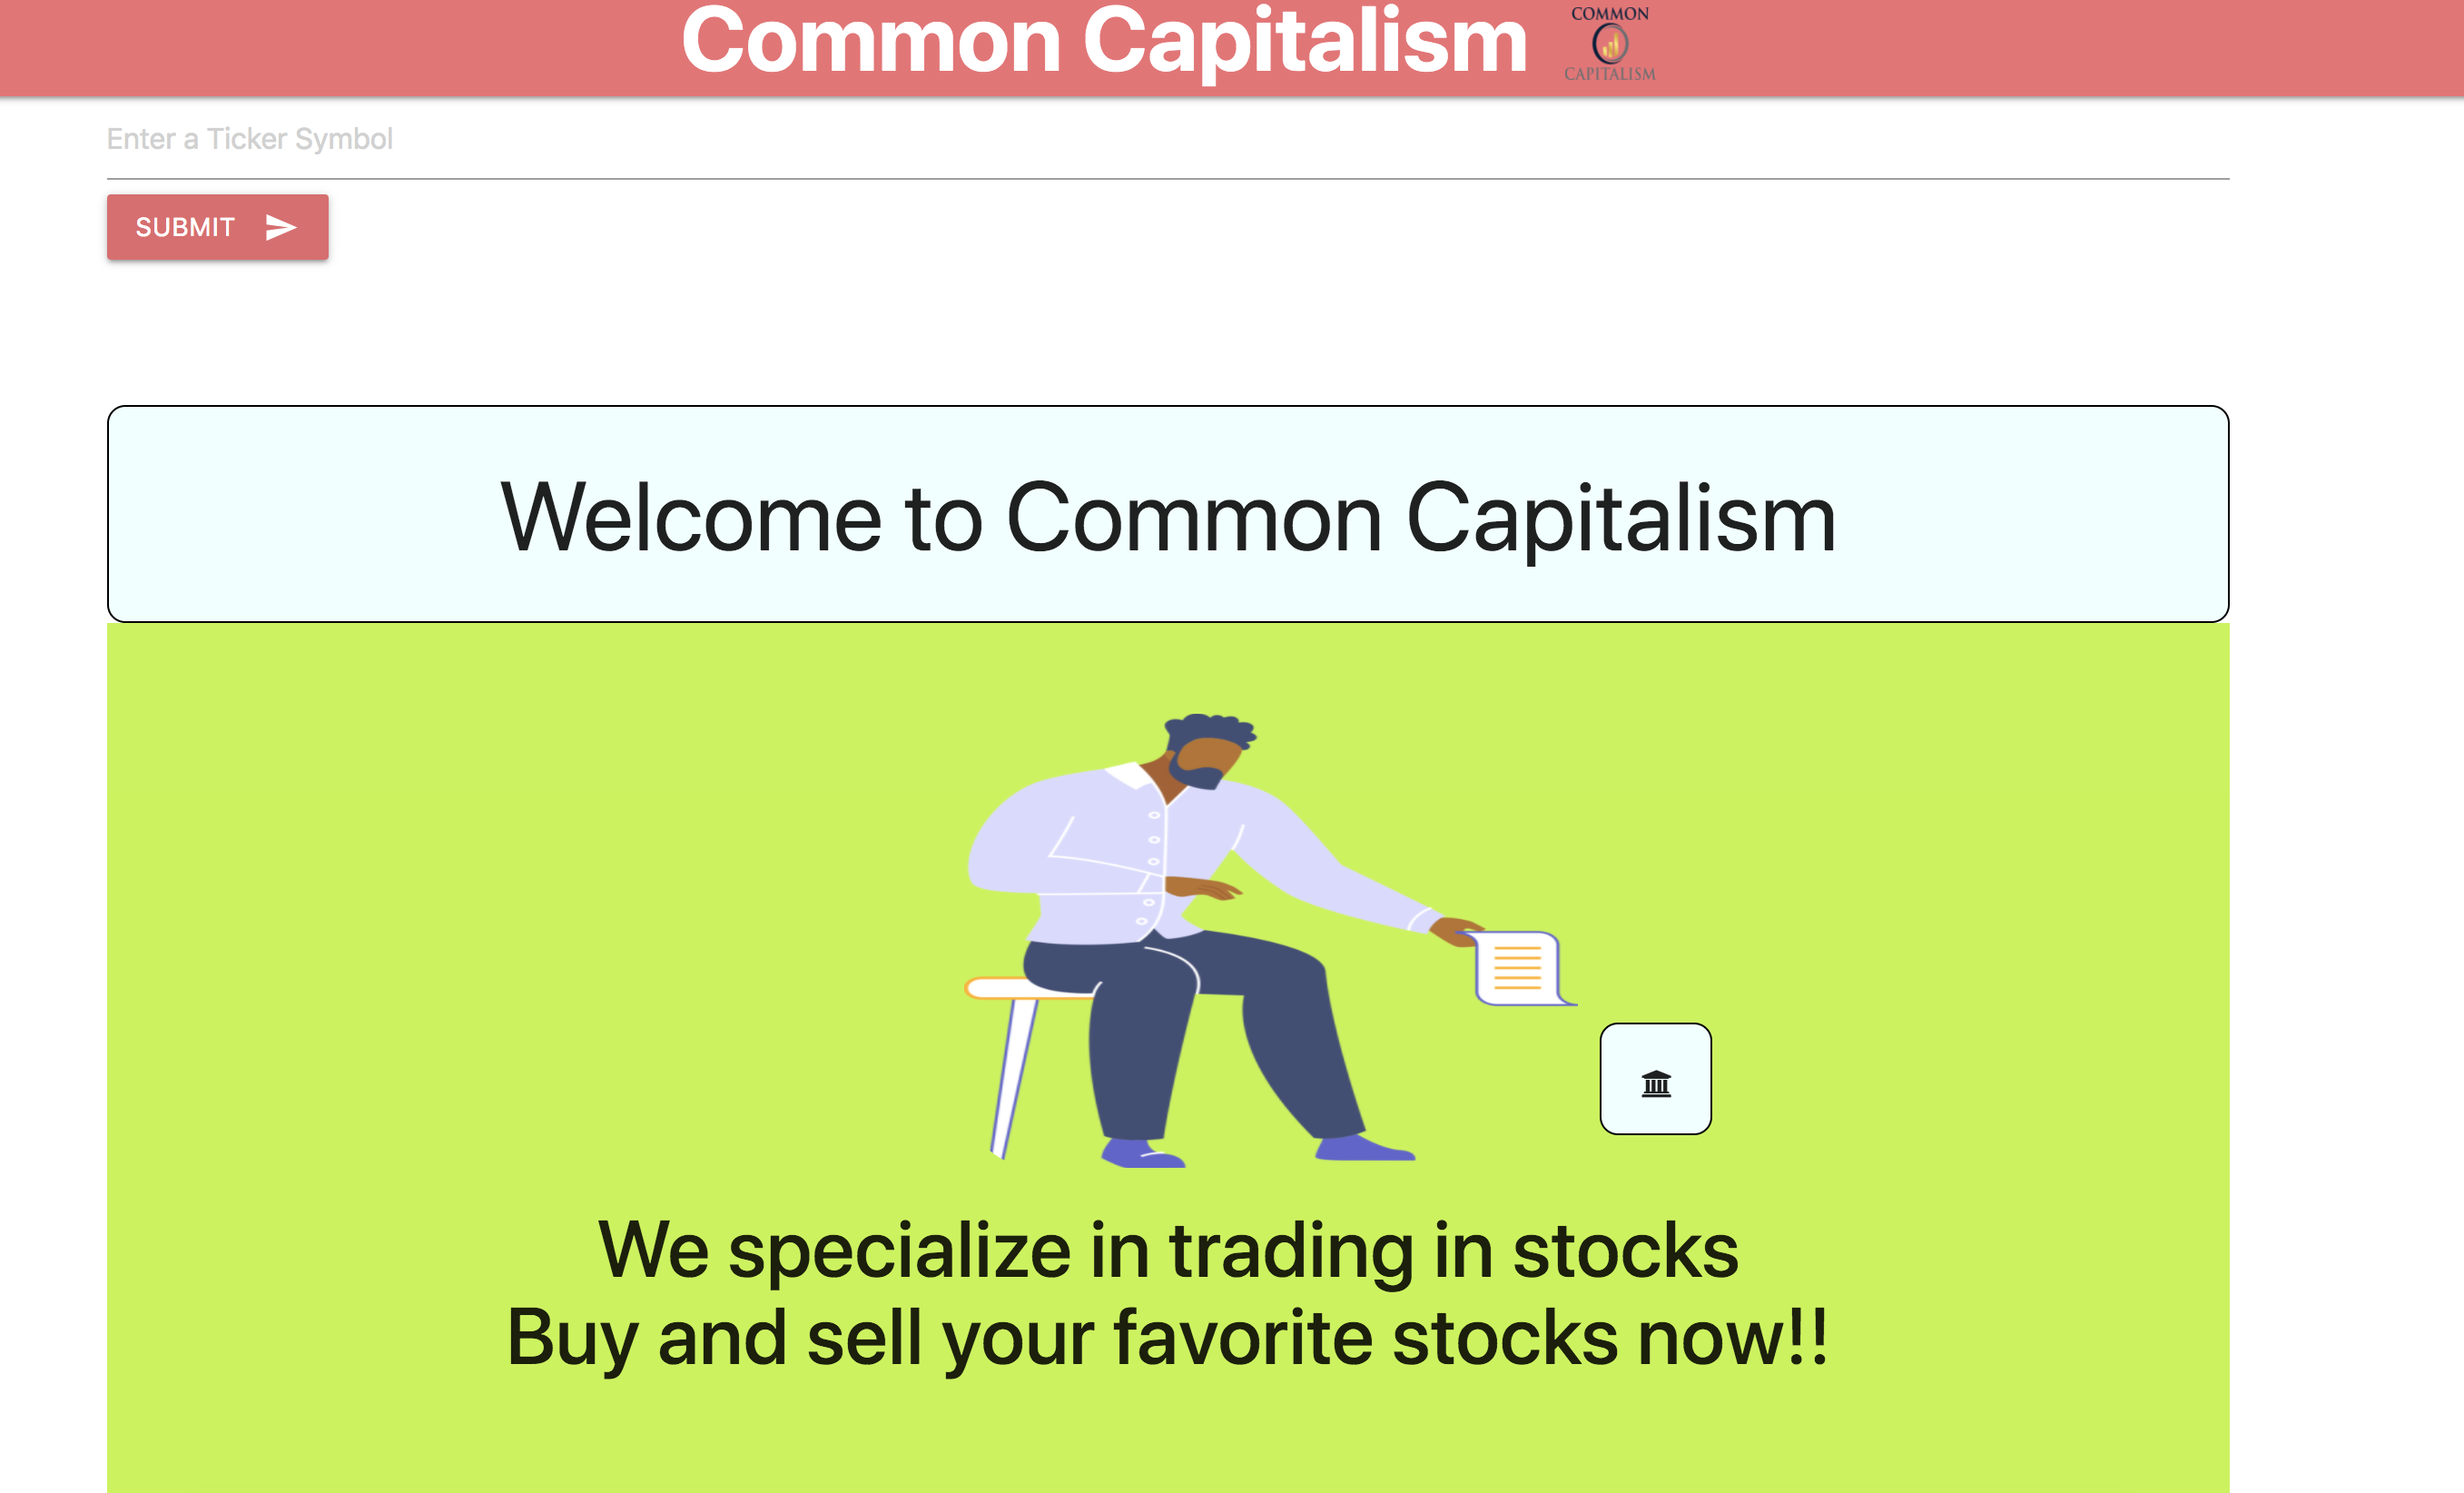 Common Capitalism
COMMON
CAPITALISM
Enter a Ticker Symbol
SUBMIT
Welcome to Common Capitalism
We specialize in trading in stocks
Buy and sell your favorite stocks now!!